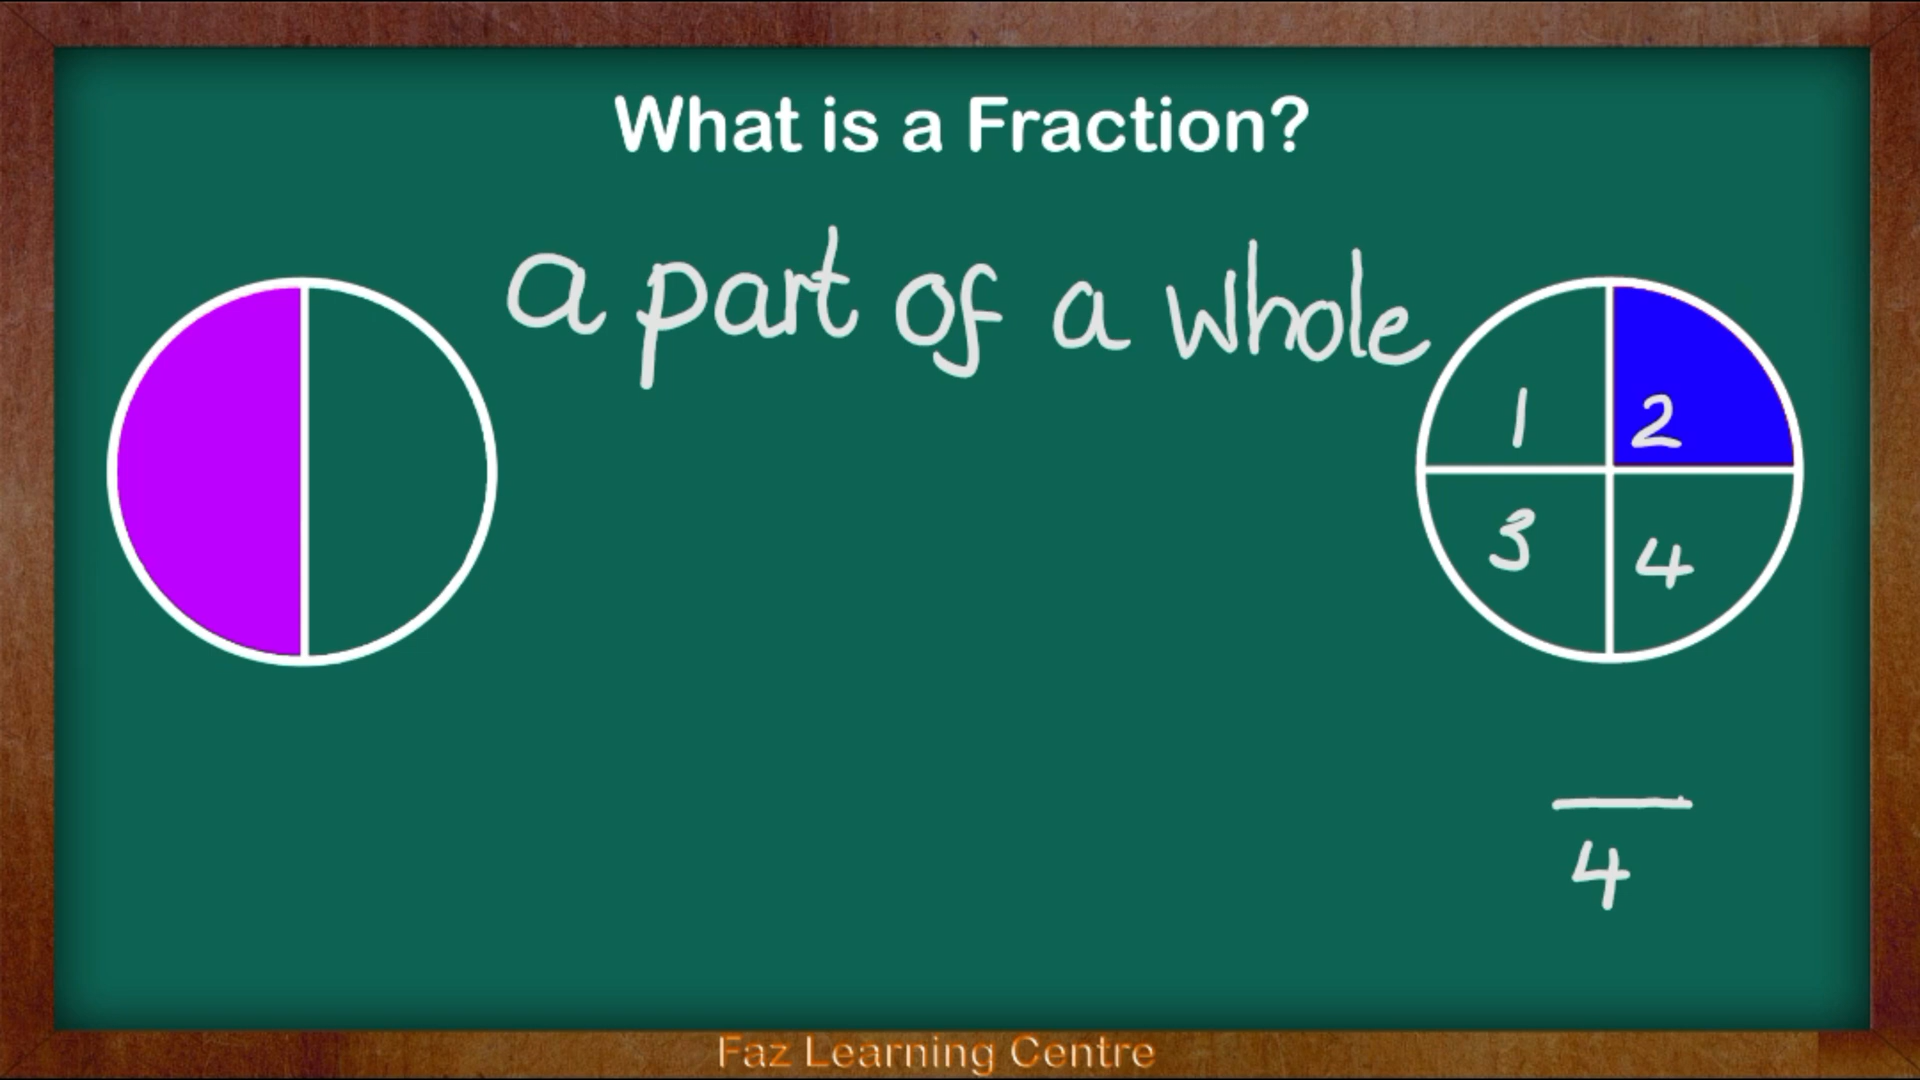 What is a Fraction?
a part of a whole
1 2
3 4
4
Faz Learning Centre